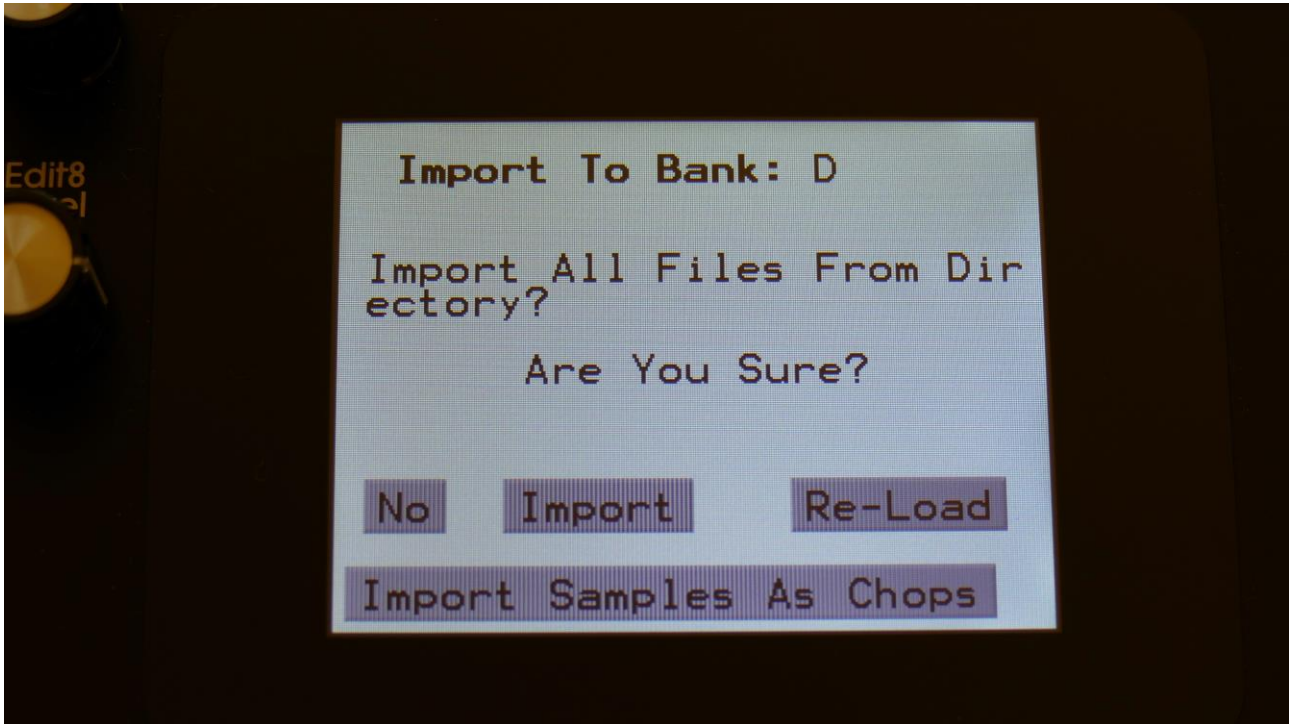 Edit8
Import To Bank: D
Import All Files From Dir
ectory?
Are You Sure?
No Import Re-Load
Import Samples As Chops